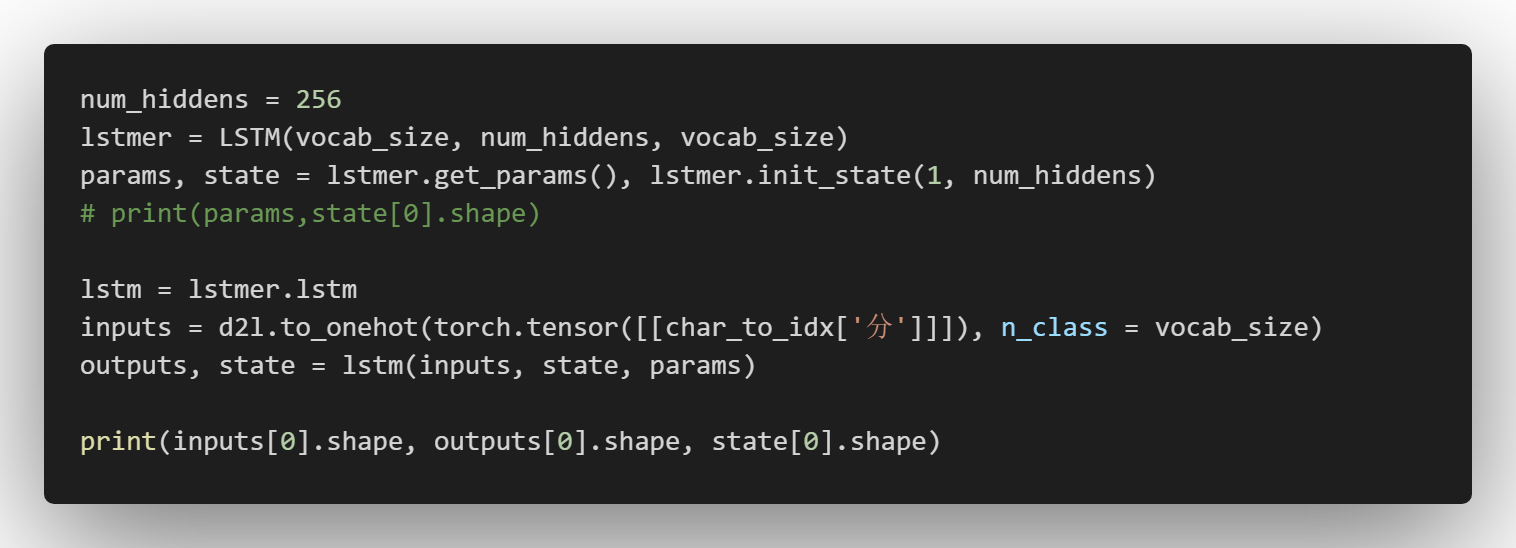 num_hiddens = 256
lstmer = LSTM(vocab_size, num_hiddens, vocab_size)
params, state = lstmer.get_params(), lstmer.init_state(1, num_hiddens)
# print(params,state[0].shape)
lstm = lstmer.lstm
inputs = d2l.to_onehot(torch.tensor([[char_to_idx['分']]]), n_class = vocab_size)
outputs, state = lstm(inputs, state, params)
print(inputs[0].shape, outputs[0].shape, state[0].shape)